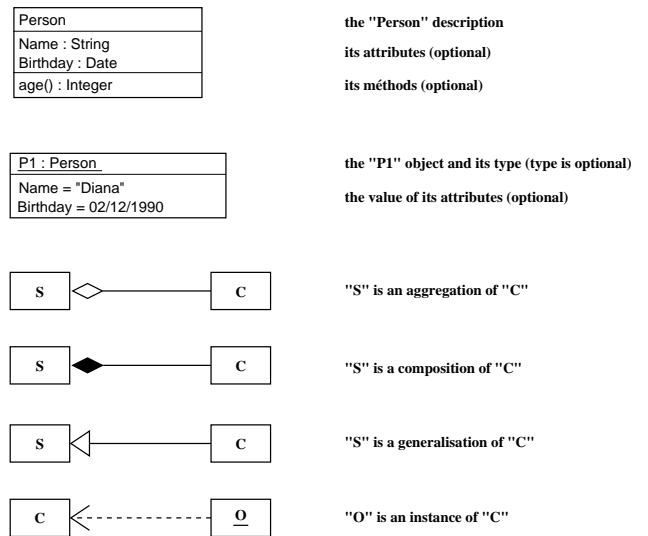 Person
the "Person" description
Name : String
its attributes (optional)
Birthday : Date
age() : Integer
its méthods (optional)
P1 : Person
the "P1" object and its type (type is optional)
Name = "Diana"
the value of its attributes (optional)
Birthday = 02/12/1990
S C "S" is an aggregation of "C"
S C "S" is a composition of "C"
S C "S" is a generalisation of "C"
C O "O" is an instance of "C"